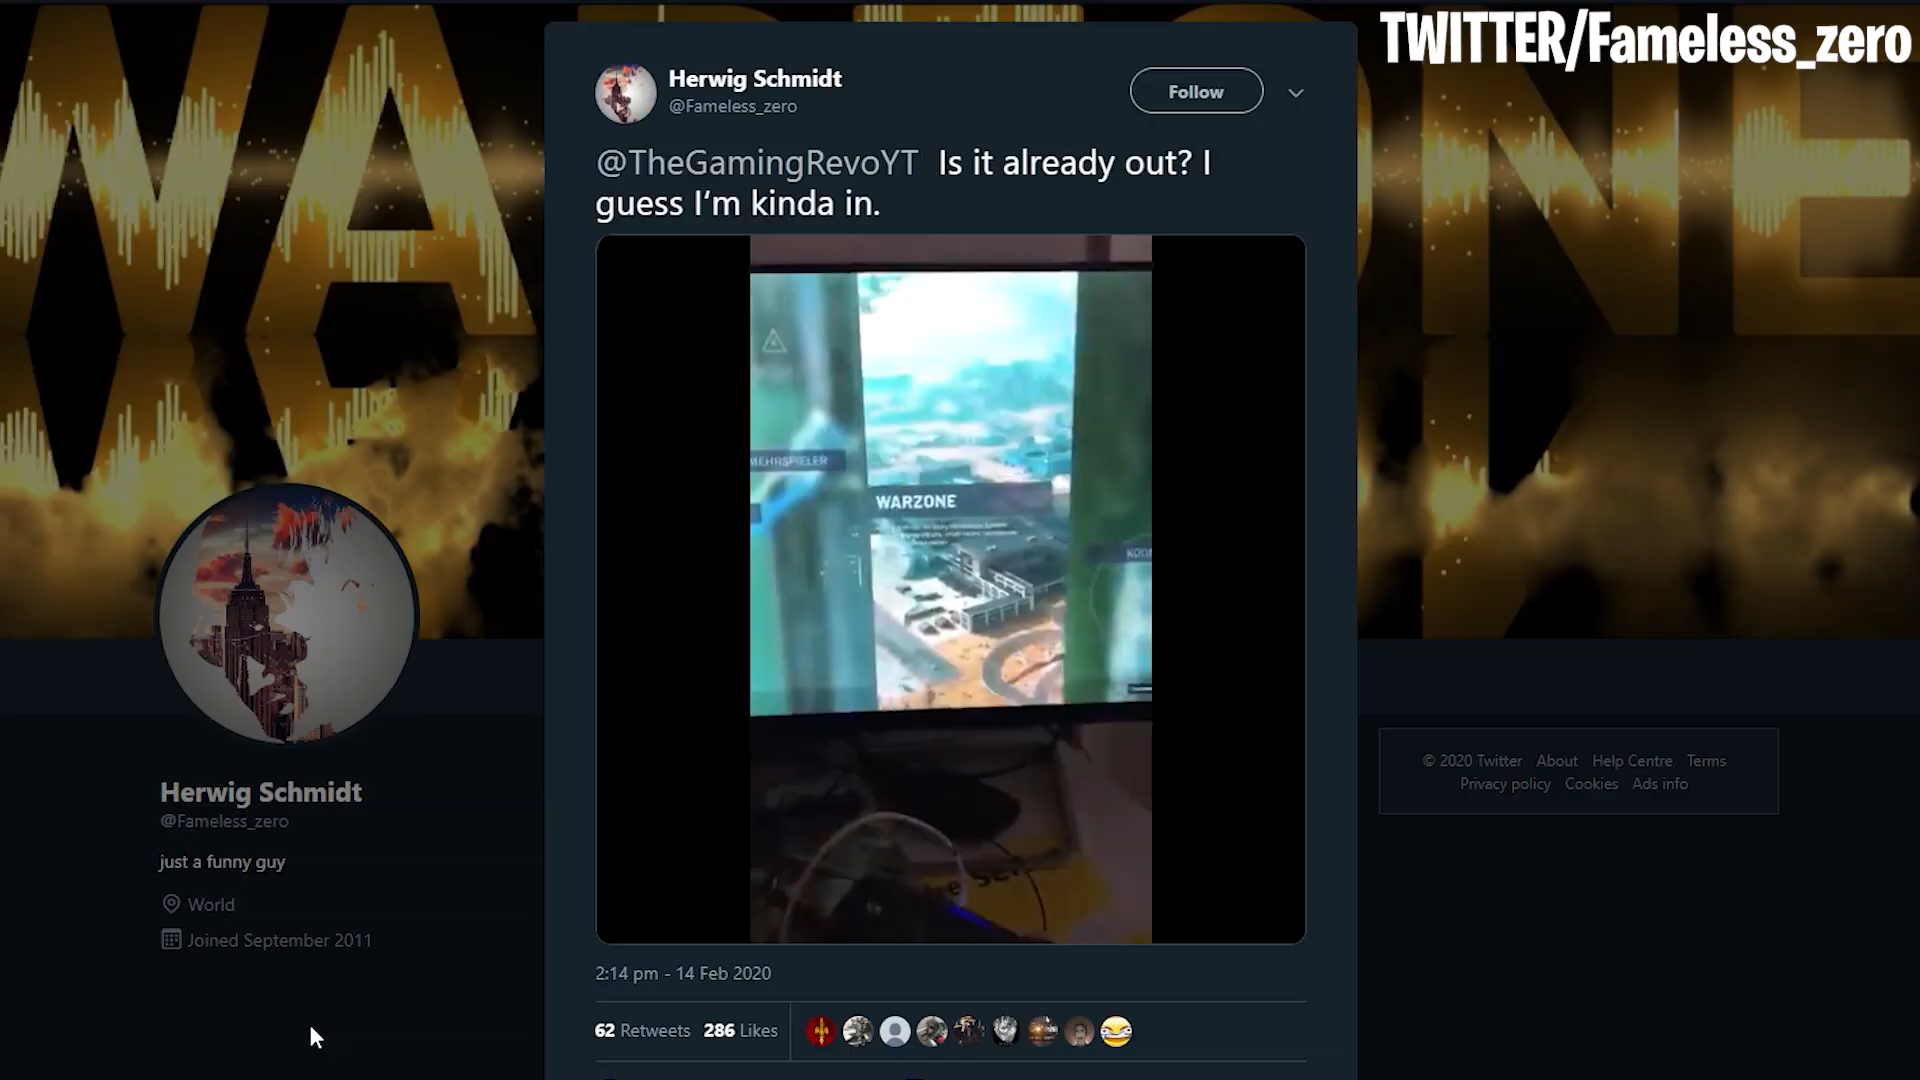 TWITTER/Fameless_zero
Herwig Schmidt
@Fameless_zero
Follow
@TheGamingRevoYT Is it already out? I
guess I‘m kinda in.
MEHRSPIELER
WARZONE
2:14 pm - 14 Feb 2020
62 Retweets 286 Likes
Herwig Schmidt
@Fameless_zero
just a funny guy
World
Joined September 2011
© 2020 Twitter About Help Centre Terms
Privacy policy Cookies Ads info